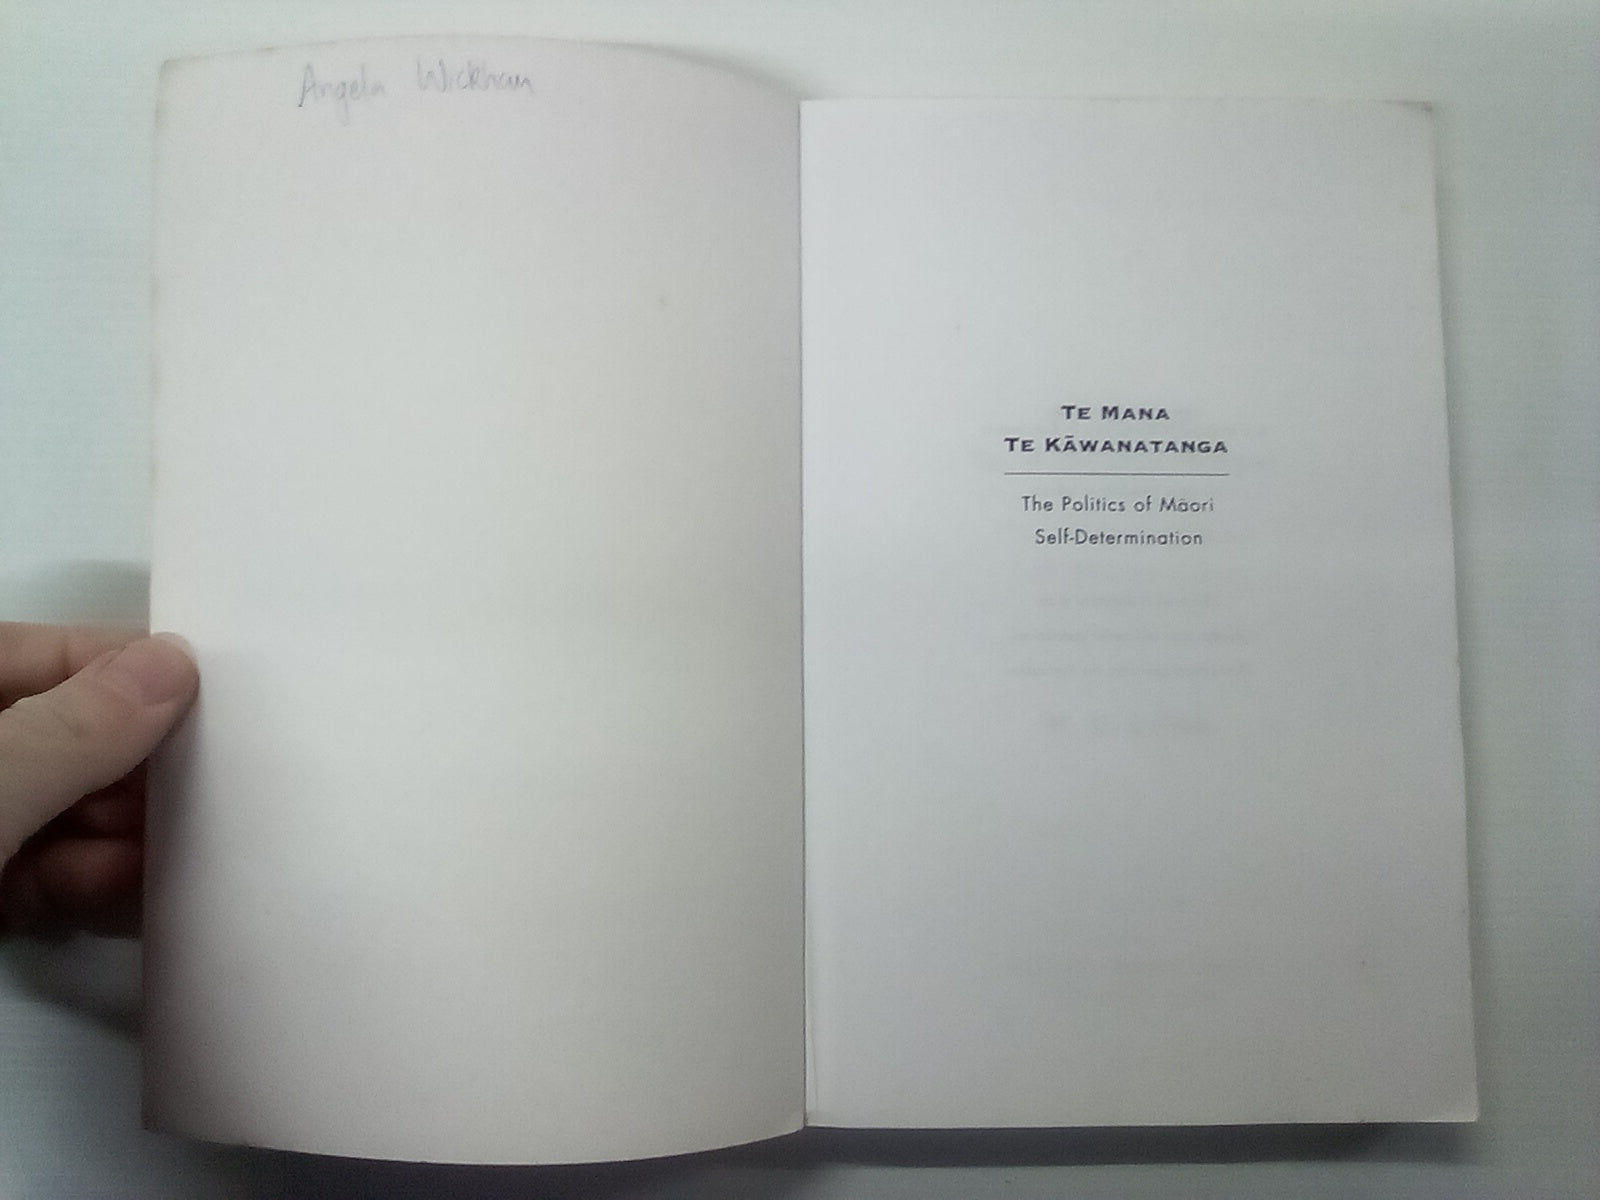 Angela Wickham
TE MANA
TE KĀWANATANGA
The Politics of Māori
Self-Determination